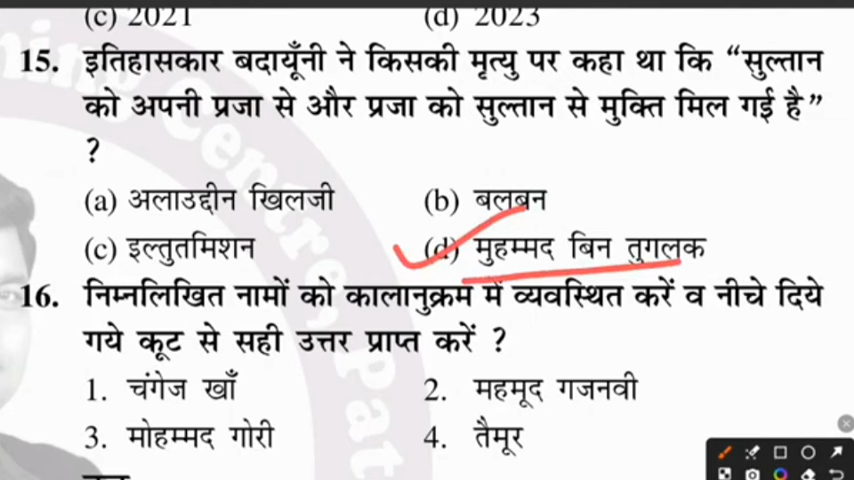 (c) 2021 (d) 2023
15. इतिहासकार बदायूँनी ने किसकी मृत्यु पर कहा था कि “सुल्तान
को अपनी प्रजा से और प्रजा को सुल्तान से मुक्ति मिल गई है”
?
(a) अलाउद्दीन खिलजी (b) बलबन
(c) इल्तुतमिशन (d) मुहम्मद बिन तुगलक
16. निम्नलिखित नामों को कालानुक्रम में व्यवस्थित करें व नीचे दिये
गये कूट से सही उत्तर प्राप्त करें ?
1. चंगेज खाँ 2. महमूद गजनवी
3. मोहम्मद गोरी 4. तैमूर